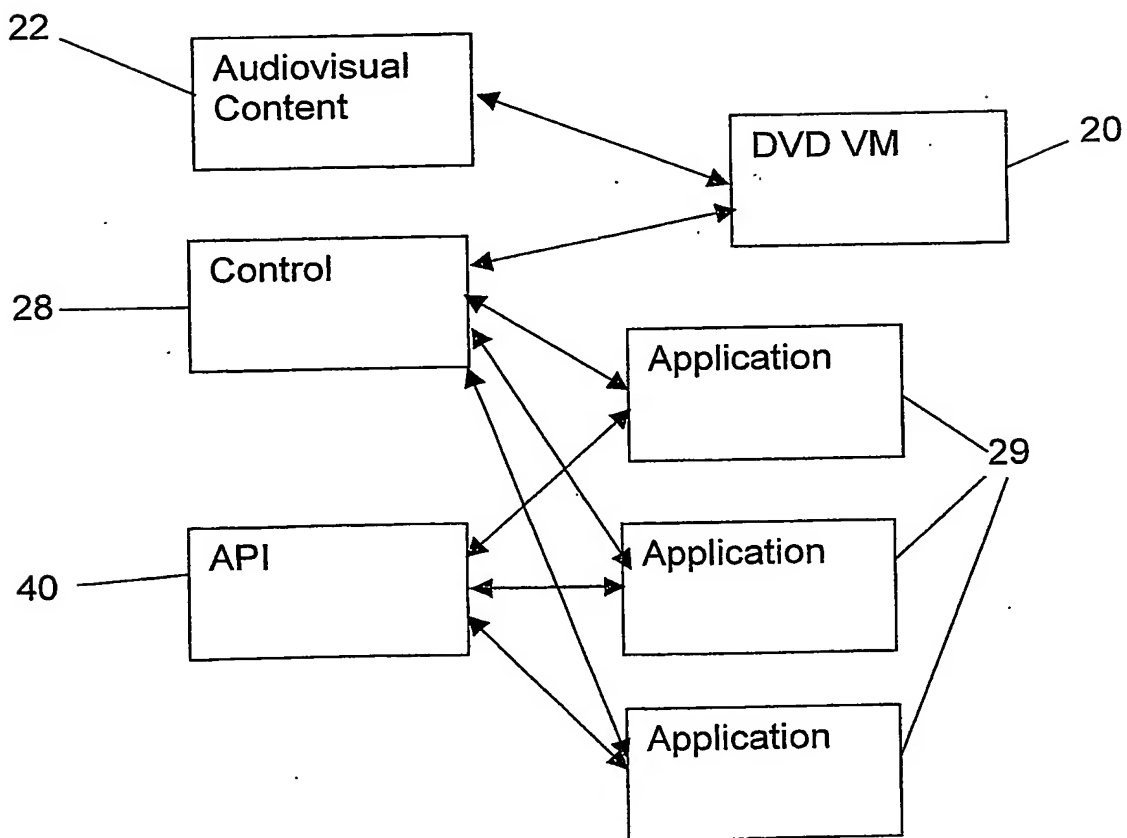 22
Audiovisual
Content
DVD VM
20
Control
28
Application
29
API
40
Application
Application